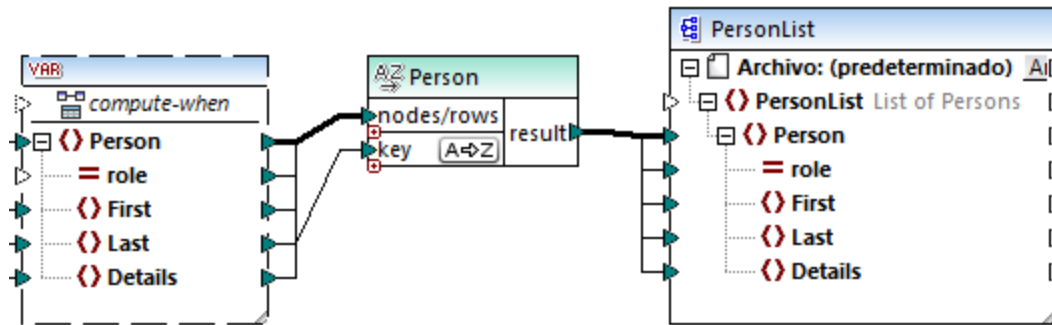 VAR
compute-when
Person
role
First
Last
Details
AZ Person
nodes/rows
key A⇨Z
result
PersonList
Archivo: (predeterminado)
PersonList List of Persons
Person
role
First
Last
Details